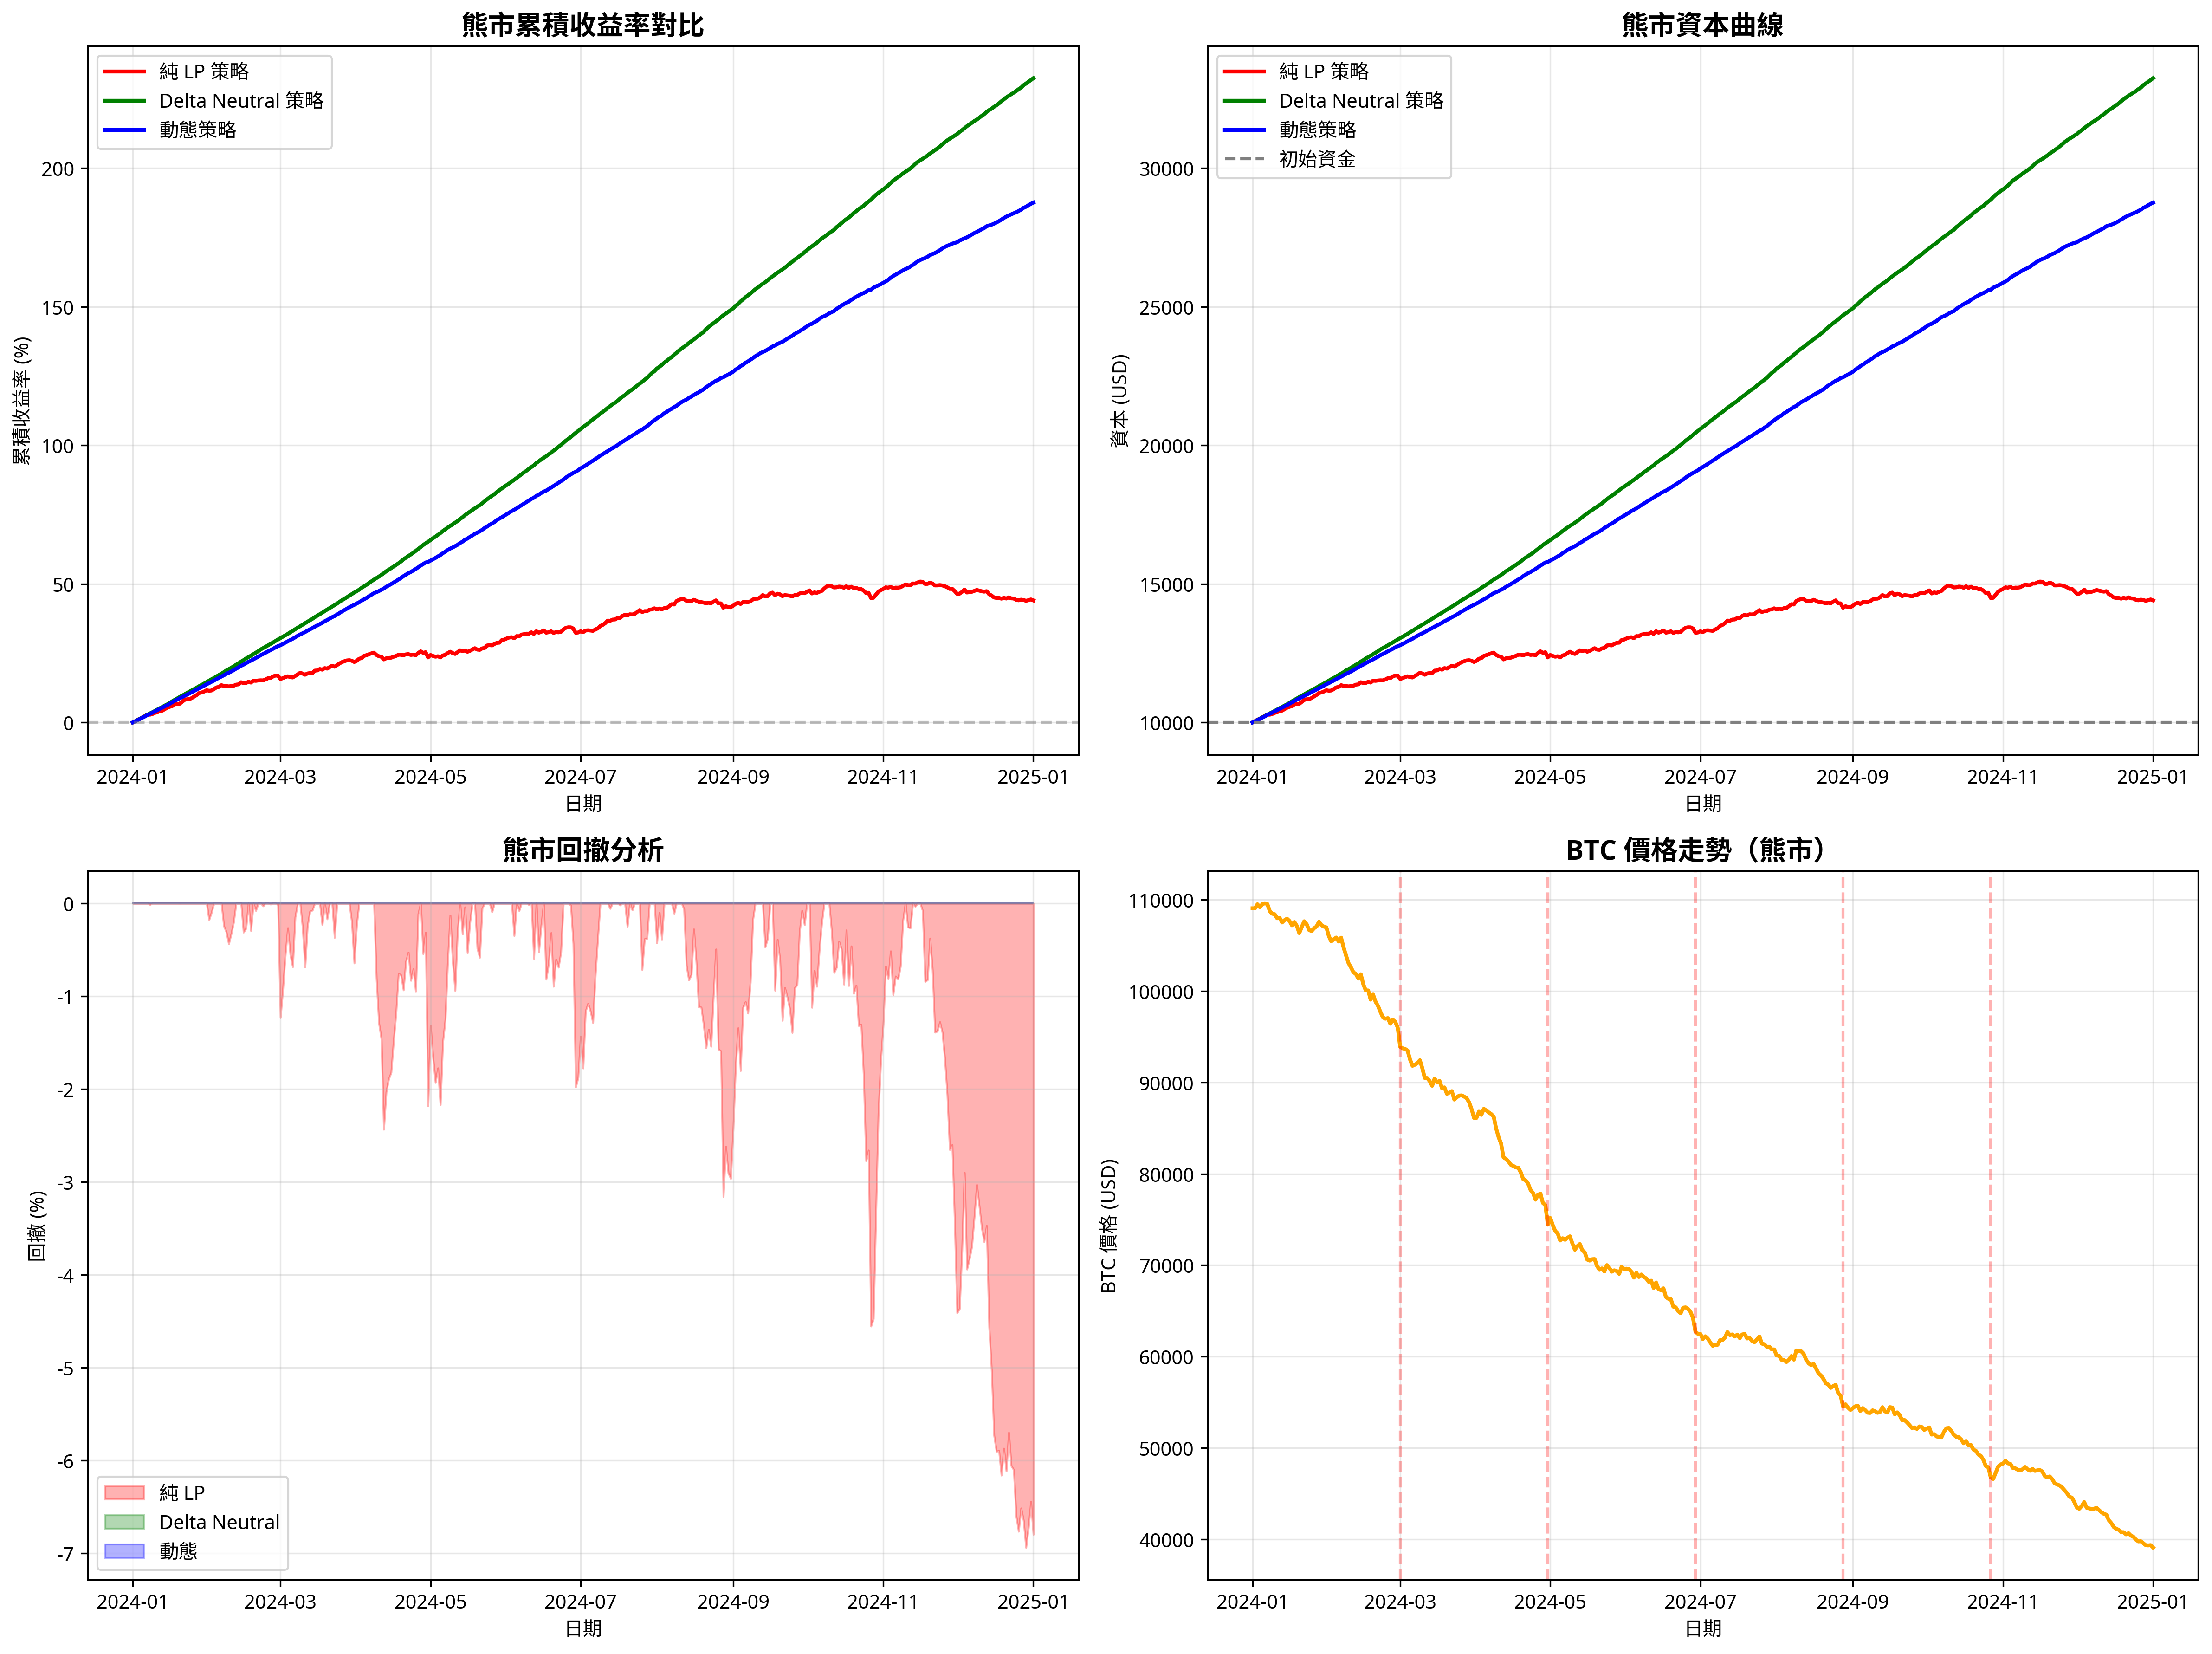 熊市累積收益率對比
純 LP 策略
Delta Neutral 策略
動態策略
累積收益率 (%)
200
150
100
50
0
2024-01 2024-03 2024-05 2024-07 2024-09 2024-11 2025-01
日期
熊市資本曲線
純 LP 策略
Delta Neutral 策略
動態策略
初始資金
資本 (USD)
30000
25000
20000
15000
10000
2024-01 2024-03 2024-05 2024-07 2024-09 2024-11 2025-01
日期
熊市回撤分析
回撤 (%)
0
-1
-2
-3
-4
-5
-6
-7
純 LP
Delta Neutral
動態
2024-01 2024-03 2024-05 2024-07 2024-09 2024-11 2025-01
日期
BTC 價格走勢（熊市）
BTC 價格 (USD)
110000
100000
90000
80000
70000
60000
50000
40000
2024-01 2024-03 2024-05 2024-07 2024-09 2024-11 2025-01
日期